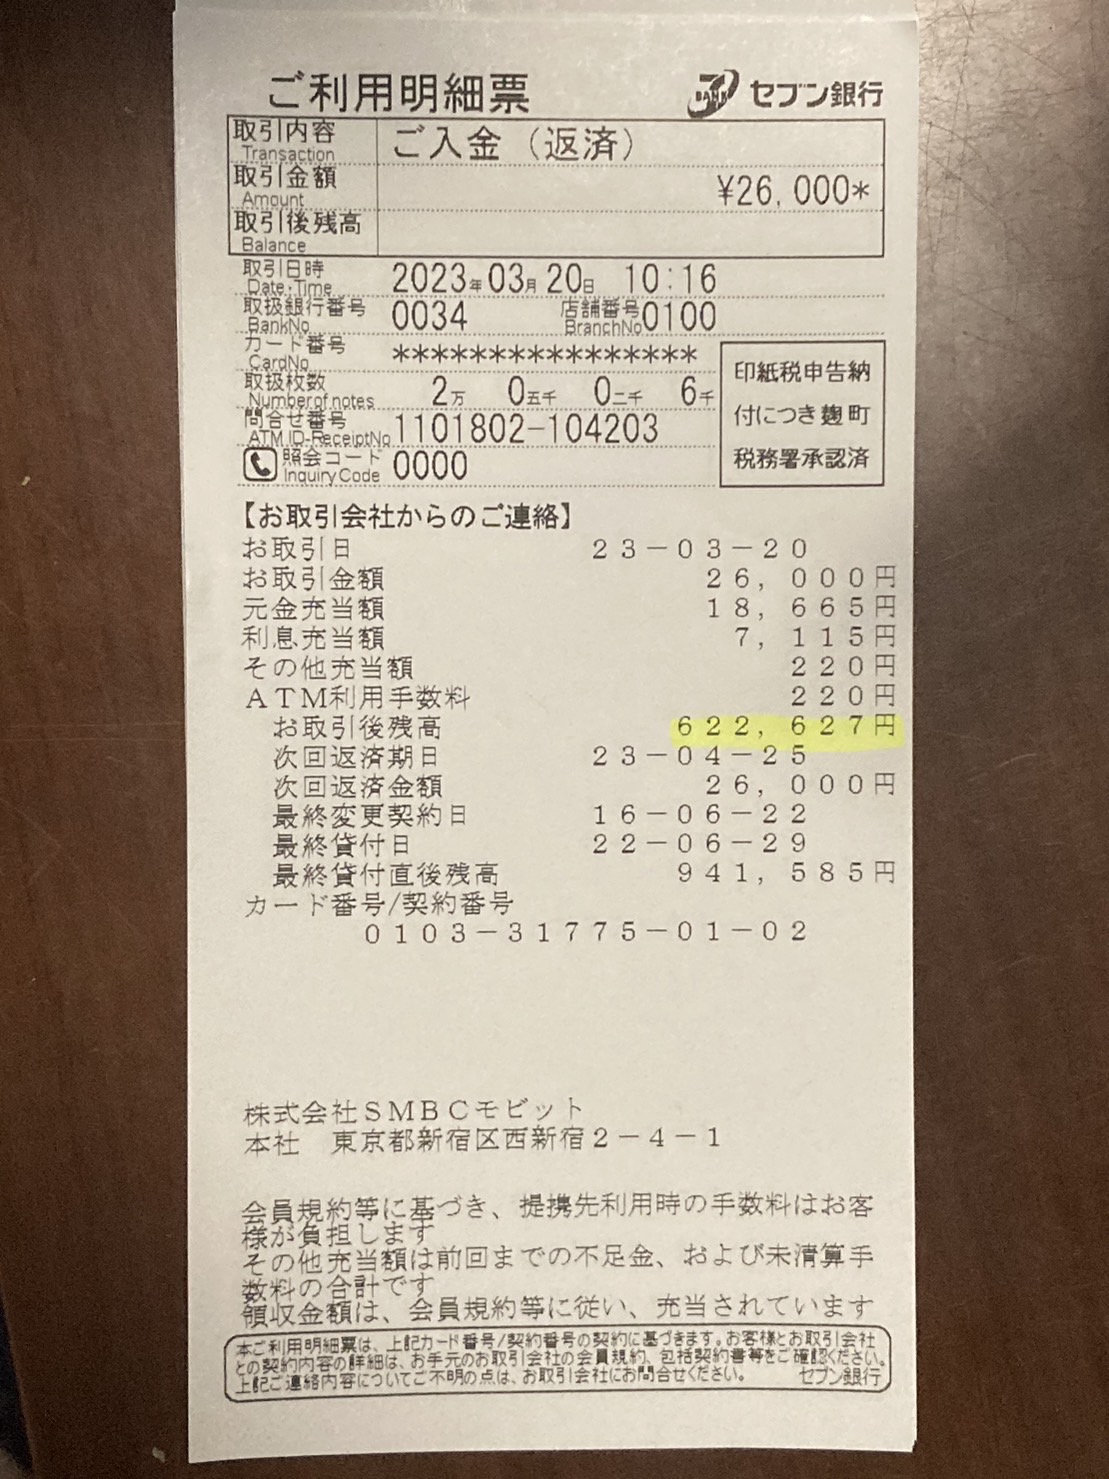 ご利用明細票
BANK セブン銀行
取引内容 ご入金（返済）
Transaction
取引金額 ¥26,000*
Amount
取引後残高
Balance
取引日時 2023年03月20日 10:16
Date・Time
取扱銀行番号 0034 店舗番号 0100
BankNo BranchNo
カード番号 ****************
CardNo
取扱枚数 2万 0五千 0二千 6千
Number of notes
問合せ番号 1101802-104203
ATM ID-ReceiptNo
照会コード 0000
Inquiry Code
印紙税申告納
付につき麹町
税務署承認済
【お取引会社からのご連絡】
お取引日 23-03-20
お取引金額 26,000円
元金充当額 18,665円
利息充当額 7,115円
その他充当額 220円
ATM利用手数料 220円
お取引後残高 622,627円
次回返済期日 23-04-25
次回返済金額 26,000円
最終変更契約日 16-06-22
最終貸付日 22-06-29
最終貸付直後残高 941,585円
カード番号/契約番号
0103-31775-01-02
株式会社SMBCモビット
本社 東京都新宿区西新宿2-4-1
会員規約等に基づき、提携先利用時の手数料はお客
様が負担します
その他充当額は前回までの不足金、および未清算手
数料の合計です
領収金額は、会員規約等に従い、充当されています
本ご利用明細票は、上記カード番号/契約番号の契約に基づきます。お客様とお取引会社
との契約内容の詳細は、お手元のお取引会社の会員規約、包括契約書等をご確認ください。
上記ご連絡内容についてご不明の点は、お取引会社にお問合せください。 セブン銀行